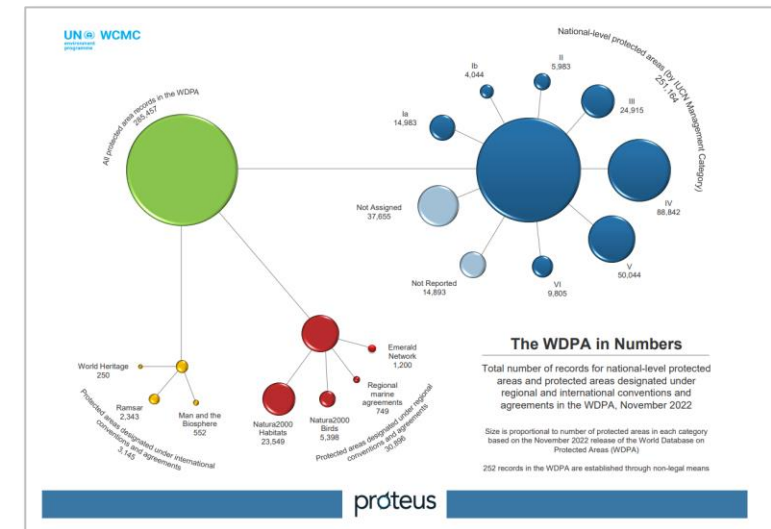 UN WCMC
environment
programme
All protected area records in the WDPA
285,457
National-level protected areas (by IUCN Management Category)
251,164
Ib
4,044
II
5,983
Ia
14,983
III
24,915
IV
88,842
Not Assigned
37,655
V
50,044
Not Reported
14,893
VI
9,805
World Heritage
250
Ramsar
2,343
Man and the
Biosphere
552
Protected areas designated under international
conventions and agreements
3,145
Emerald
Network
1,200
Regional
marine
agreements
749
Natura2000
Habitats
23,549
Natura2000
Birds
5,398
Protected areas designated under regional
conventions and agreements
30,896
The WDPA in Numbers
Total number of records for national-level protected
areas and protected areas designated under
regional and international conventions and
agreements in the WDPA, November 2022
Size is proportional to number of protected areas in each category
based on the November 2022 release of the World Database on
Protected Areas (WDPA)
252 records in the WDPA are established through non-legal means
proteus